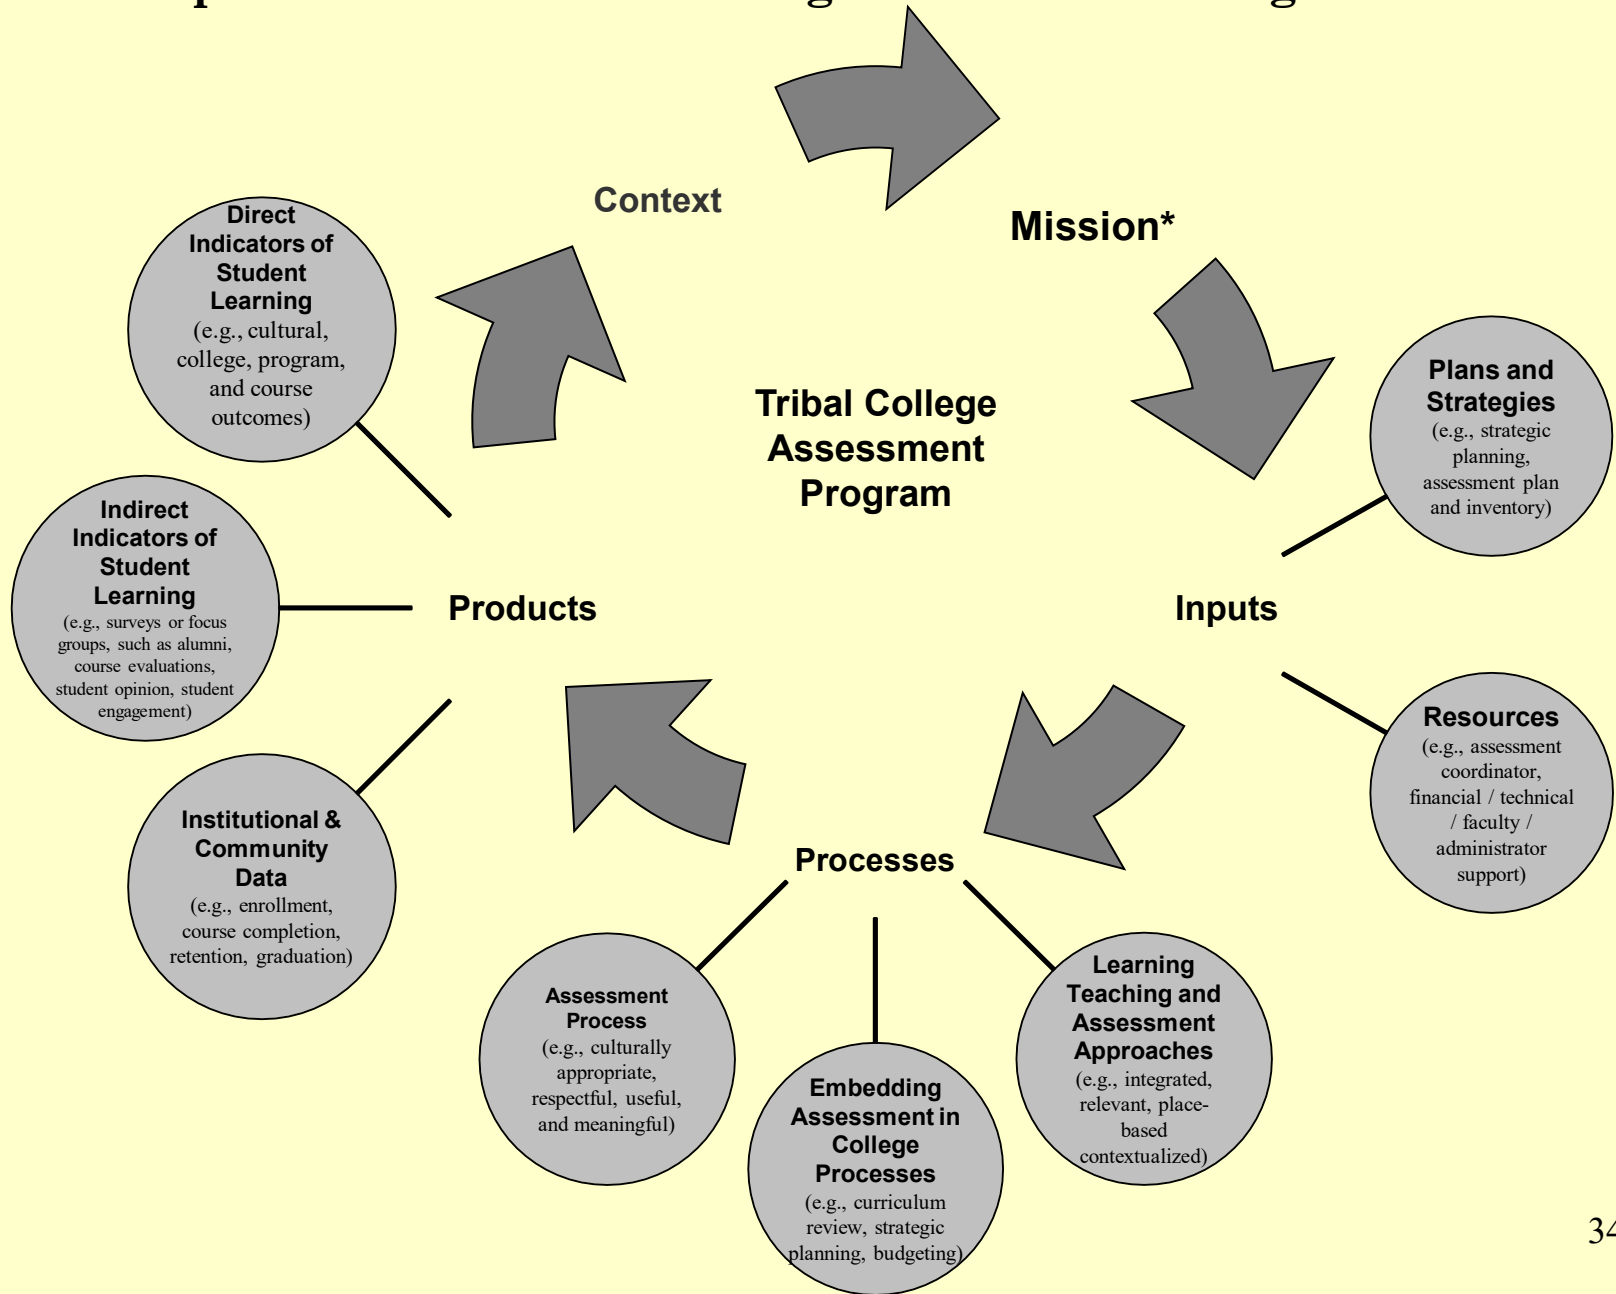 Context
Mission*
Direct
Indicators of
Student
Learning
(e.g., cultural,
college, program,
and course
outcomes)
Tribal College
Assessment
Program
Plans and
Strategies
(e.g., strategic
planning,
assessment plan
and inventory)
Indirect
Indicators of
Student
Learning
(e.g., surveys or focus
groups, such as alumni,
course evaluations,
student opinion, student
engagement)
Products
Inputs
Resources
(e.g., assessment
coordinator,
financial / technical
/ faculty /
administrator
support)
Institutional &
Community
Data
(e.g., enrollment,
course completion,
retention, graduation)
Processes
Assessment
Process
(e.g., culturally
appropriate,
respectful, useful,
and meaningful)
Embedding
Assessment in
College
Processes
(e.g., curriculum
review, strategic
planning, budgeting)
Learning
Teaching and
Assessment
Approaches
(e.g., integrated,
relevant, place-
based
contextualized)
34